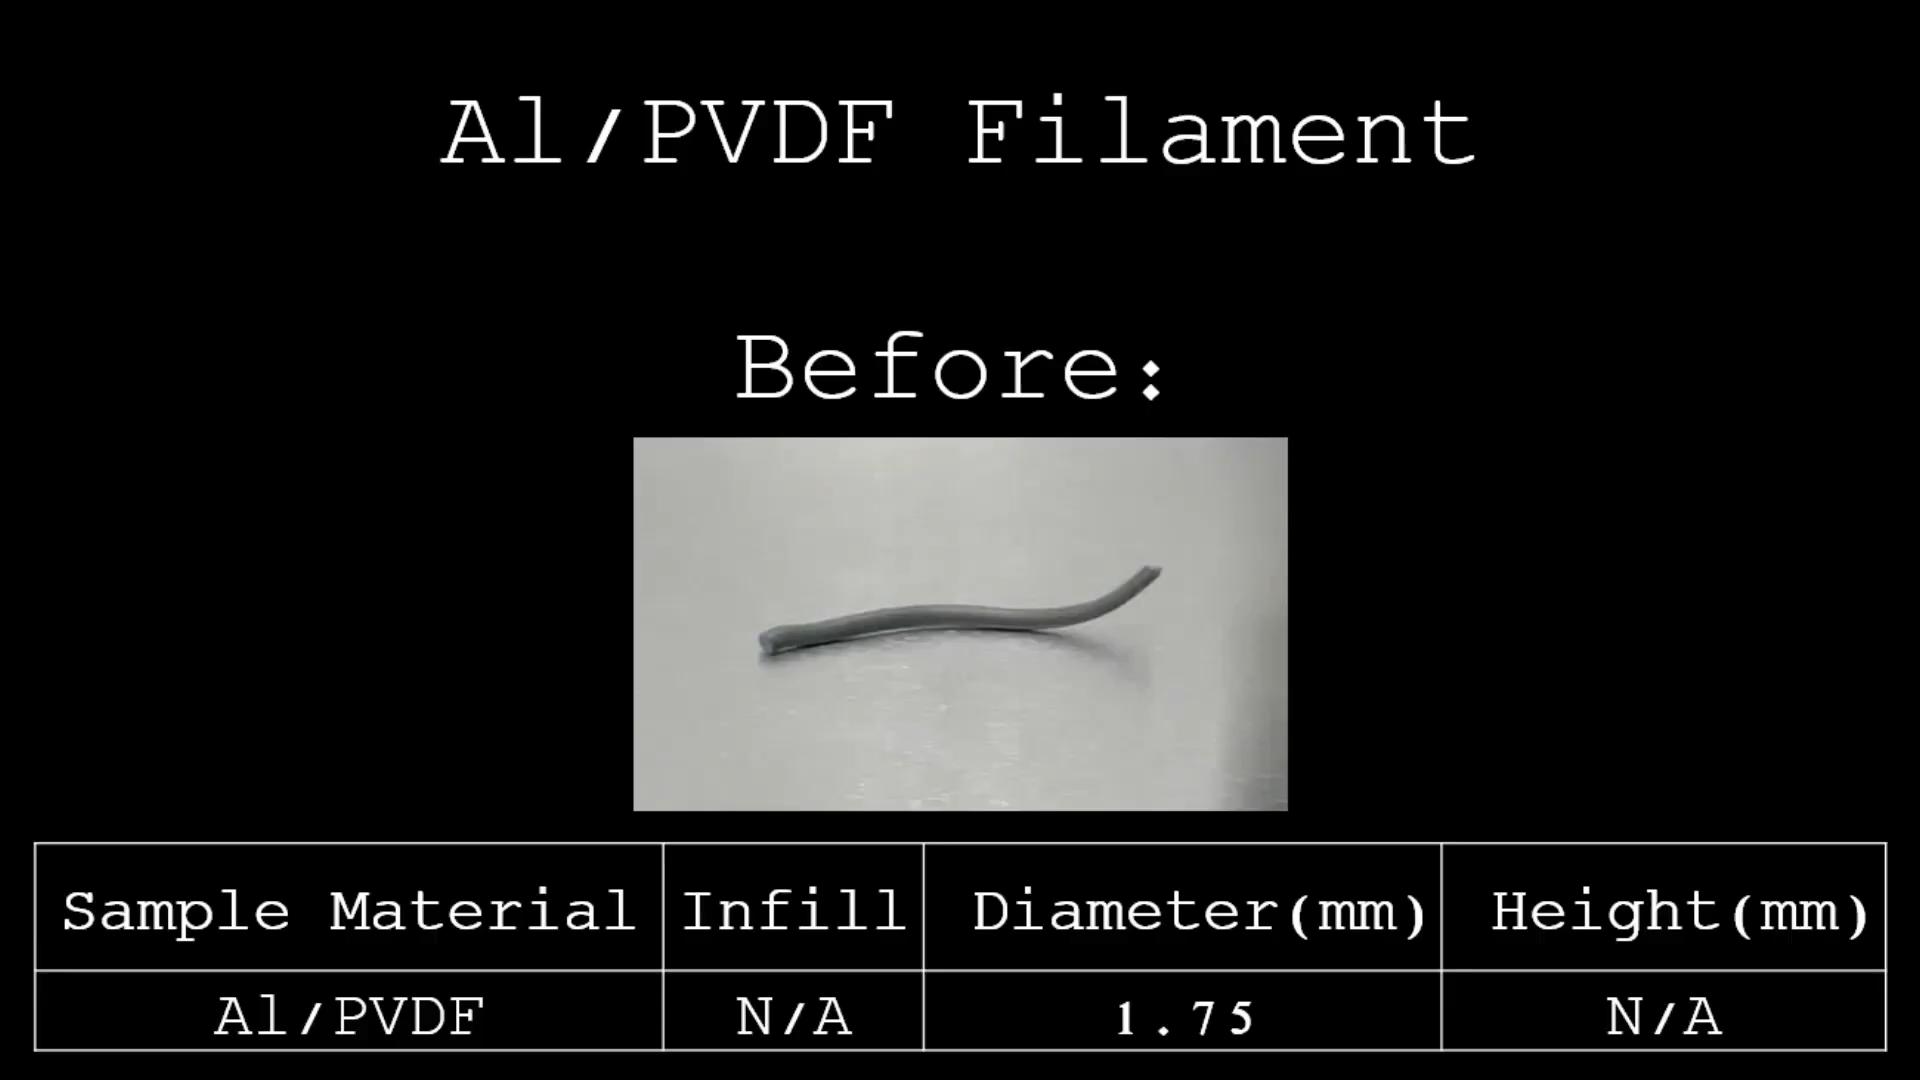 Al/PVDF Filament
Before:
Sample Material Infill Diameter(mm) Height(mm)
Al/PVDF N/A 1.75 N/A